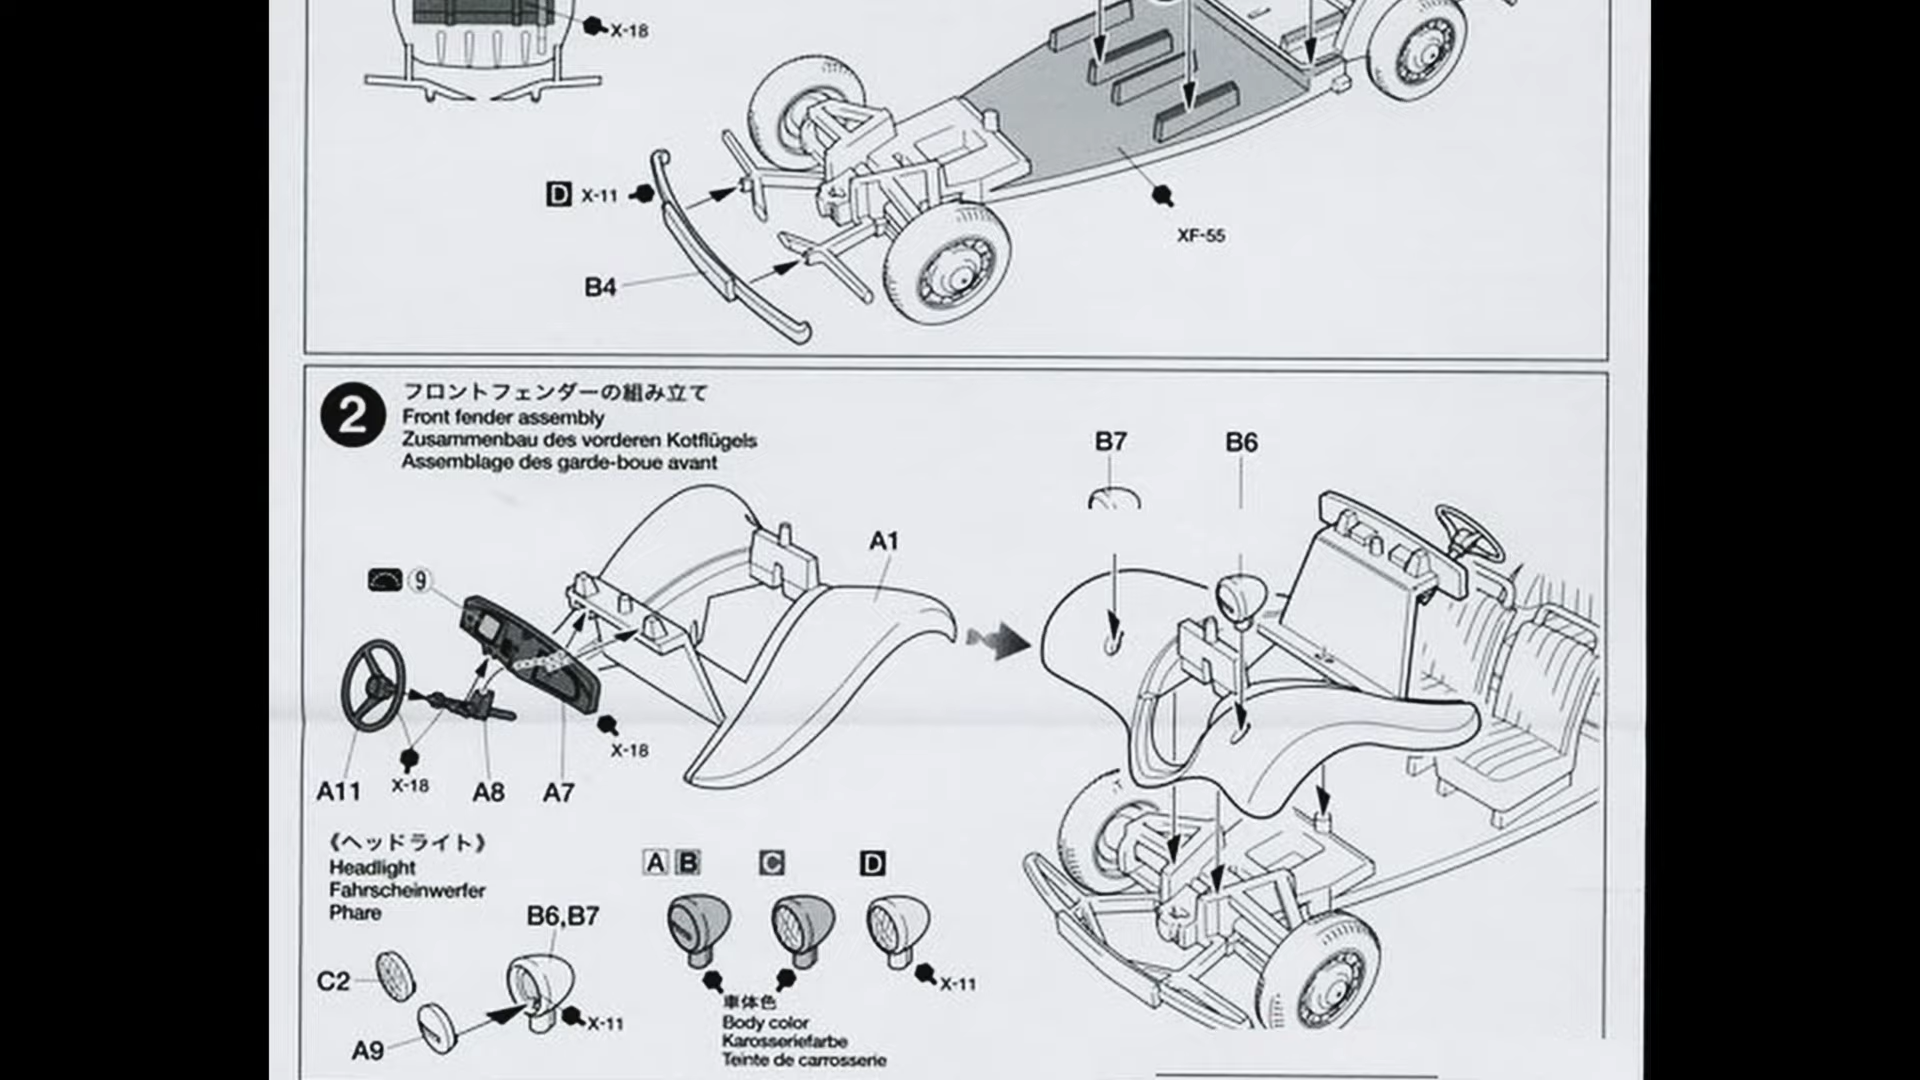 X-18
D X-11
B4
XF-55
2
フロントフェンダーの組み立て
Front fender assembly
Zusammenbau des vorderen Kotflügels
Assemblage des garde-boue avant
B7
B6
A1
9
X-18
A11
X-18
A8
A7
《ヘッドライト》
Headlight
Fahrscheinwerfer
Phare
B6,B7
C2
A9
X-11
A B
C
D
X-11
車体色
Body color
Karosseriefarbe
Teinte de carrosserie